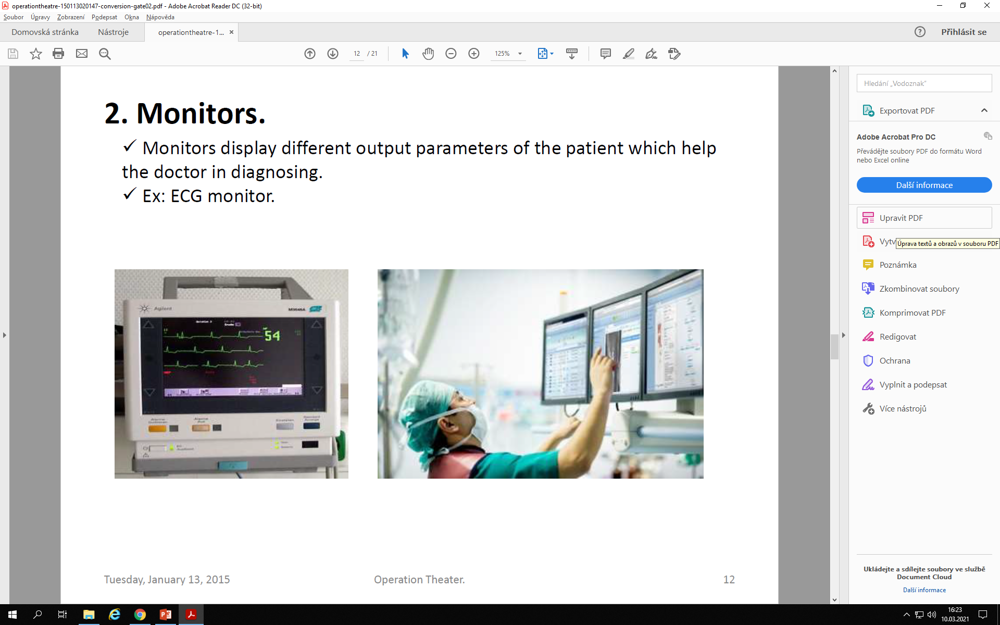 operationtheatre-150113020147-conversion-gate02.pdf - Adobe Acrobat Reader DC (32-bit)
Soubor Úpravy Zobrazení Podepsat Okna Nápověda
Domovská stránka Nástroje operationtheatre-1... × Přihlásit se
12 / 21 125%
2. Monitors.
✓ Monitors display different output parameters of the patient which help
the doctor in diagnosing.
✓ Ex: ECG monitor.
Agilent M3046A
54
Tuesday, January 13, 2015 Operation Theater. 12
Hledání „Vodoznak“
Exportovat PDF
Adobe Acrobat Pro DC
Převádějte soubory PDF do formátu Word
nebo Excel online
Další informace
Upravit PDF
Vytv
Úprava textů a obrazů v souboru PDF
Poznámka
Zkombinovat soubory
Komprimovat PDF
Redigovat
Ochrana
Vyplnit a podepsat
Více nástrojů
Ukládejte a sdílejte soubory ve službě
Document Cloud
Další informace
16:23
10.03.2021